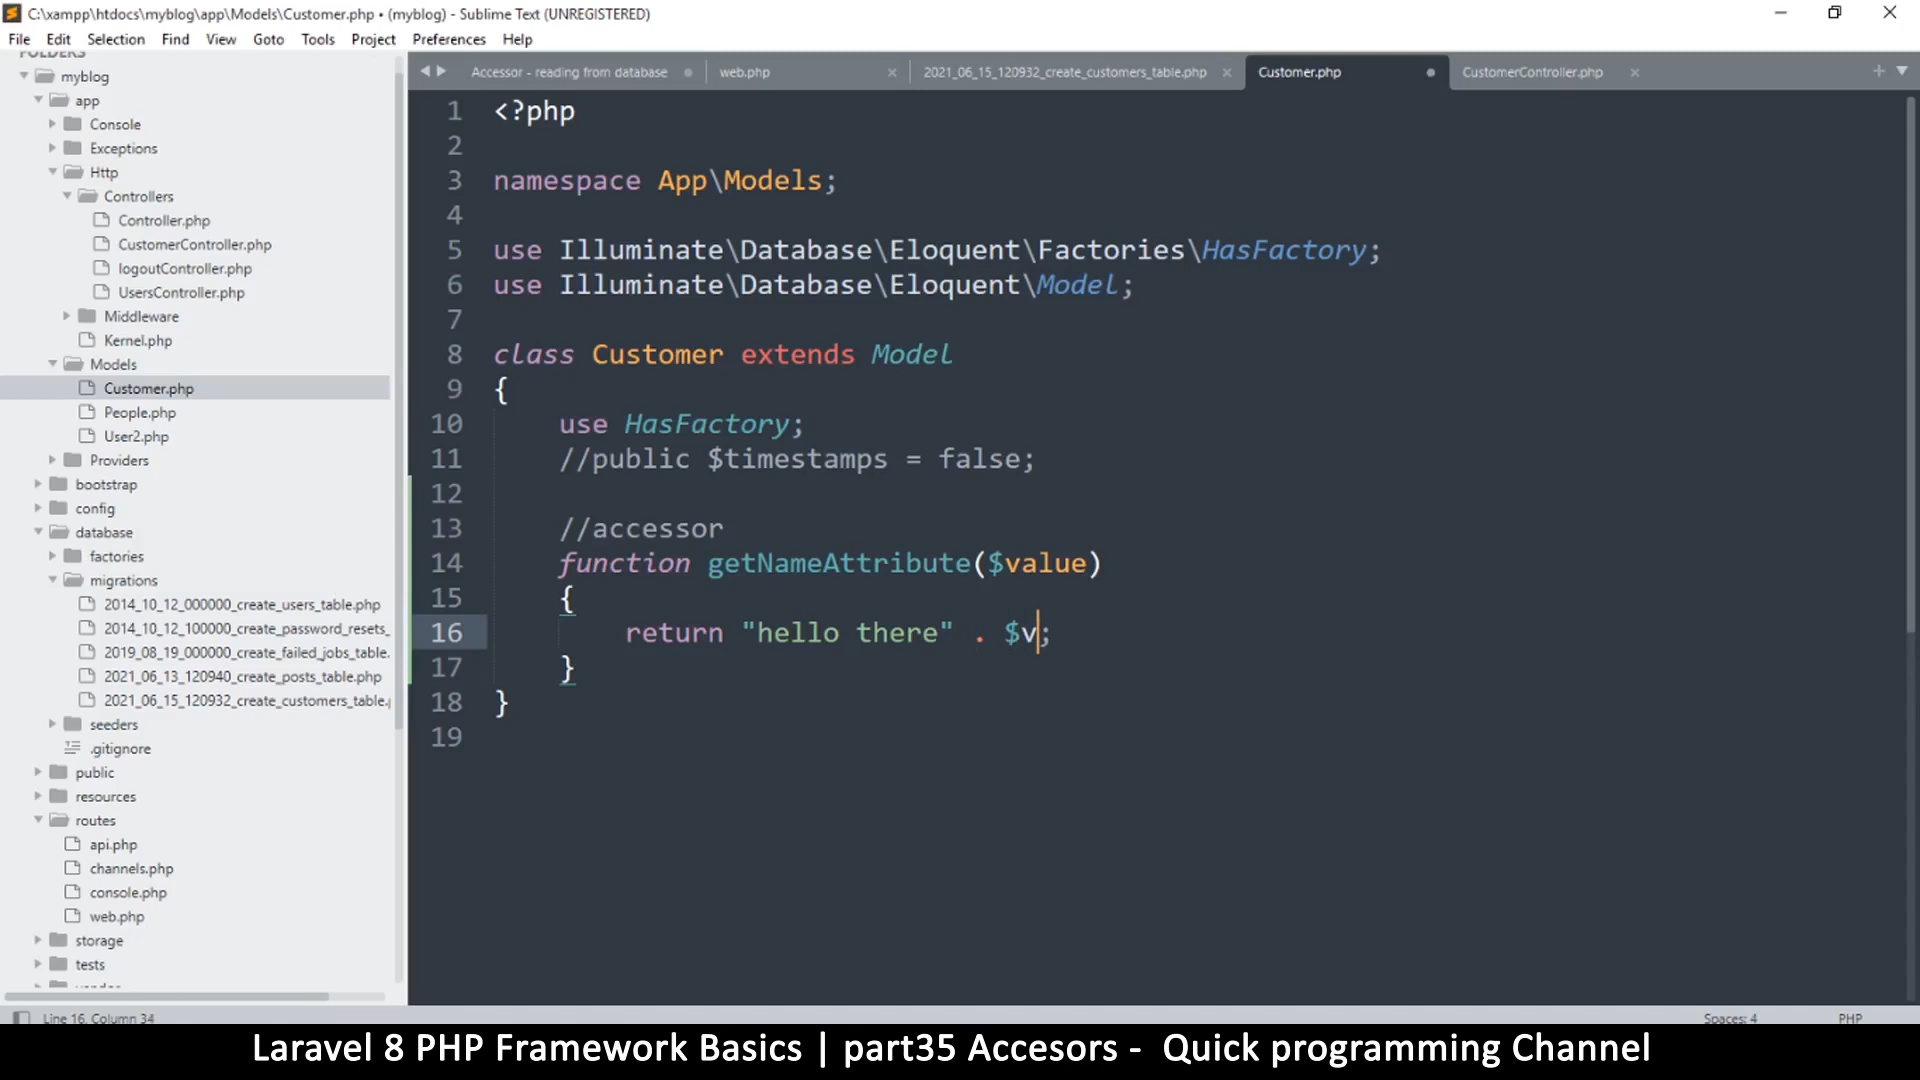 C:\xampp\htdocs\myblog\app\Models\Customer.php • (myblog) - Sublime Text (UNREGISTERED)
File Edit Selection Find View Goto Tools Project Preferences Help
FOLDERS
myblog
app
Console
Exceptions
Http
Controllers
Controller.php
CustomerController.php
logoutController.php
UsersController.php
Middleware
Kernel.php
Models
Customer.php
People.php
User2.php
Providers
bootstrap
config
database
factories
migrations
2014_10_12_000000_create_users_table.php
2014_10_12_100000_create_password_resets_
2019_08_19_000000_create_failed_jobs_table.
2021_06_13_120940_create_posts_table.php
2021_06_15_120932_create_customers_table.p
seeders
.gitignore
public
resources
routes
api.php
channels.php
console.php
web.php
storage
tests
Accessor - reading from database web.php 2021_06_15_120932_create_customers_table.php Customer.php CustomerController.php
1 <?php
2
3 namespace App\Models;
4
5 use Illuminate\Database\Eloquent\Factories\HasFactory;
6 use Illuminate\Database\Eloquent\Model;
7
8 class Customer extends Model
9 {
10 use HasFactory;
11 //public $timestamps = false;
12
13 //accessor
14 function getNameAttribute($value)
15 {
16 return "hello there" . $v;
17 }
18 }
19
Line 16, Column 34 Spaces: 4 PHP
Laravel 8 PHP Framework Basics | part35 Accesors - Quick programming Channel